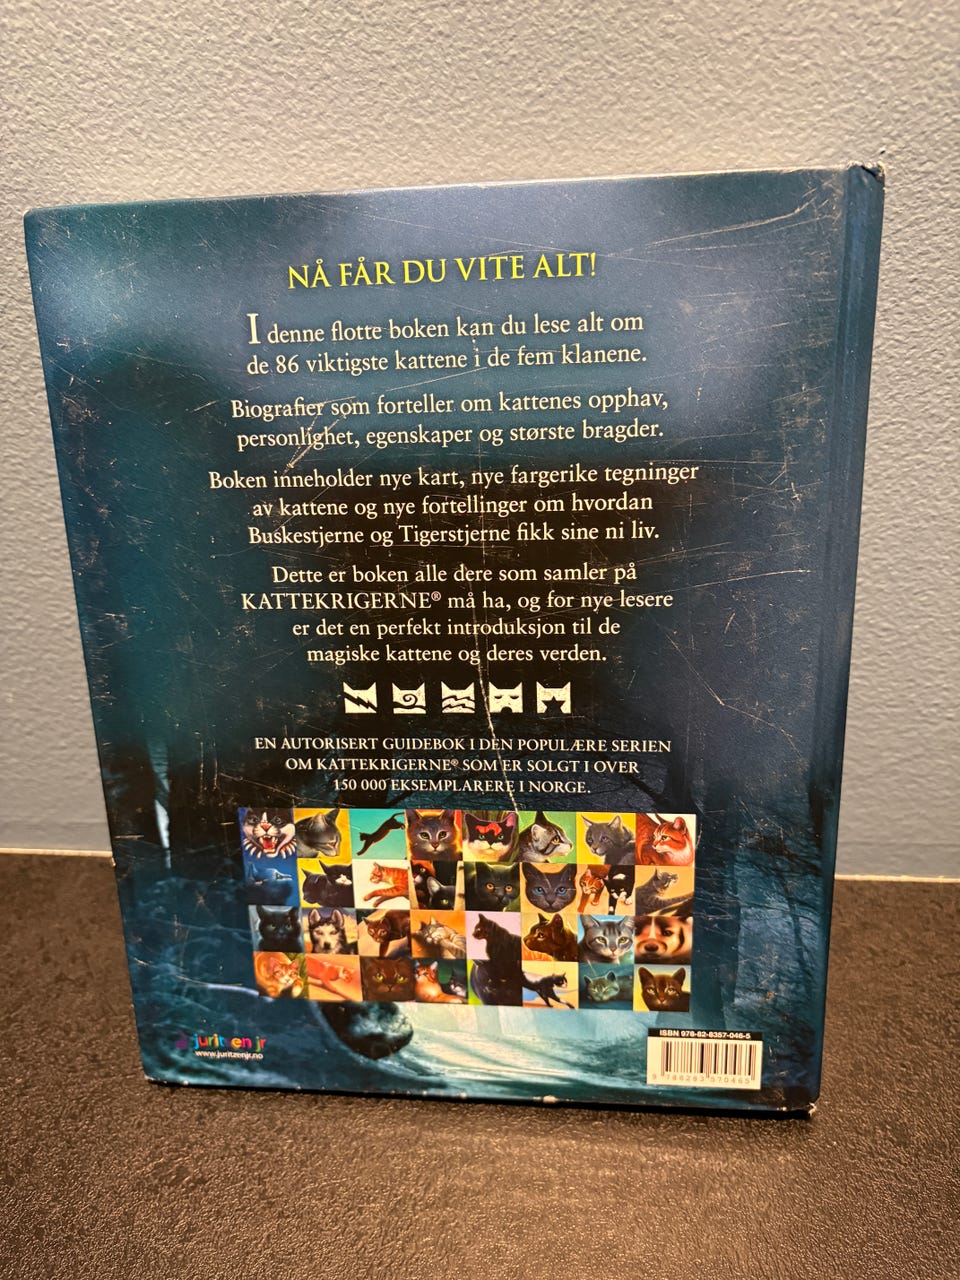 NÅ FÅR DU VITE ALT!
I denne flotte boken kan du lese alt om
de 86 viktigste kattene i de fem klanene.
Biografier som forteller om kattenes opphav,
personlighet, egenskaper og største bragder.
Boken inneholder nye kart, nye fargerike tegninger
av kattene og nye fortellinger om hvordan
Buskestjerne og Tigerstjerne fikk sine ni liv.
Dette er boken alle dere som samler på
KATTEKRIGERNE® må ha, og for nye lesere
er det en perfekt introduksjon til de
magiske kattene og deres verden.
EN AUTORISERT GUIDEBOK I DEN POPULÆRE SERIEN
OM KATTEKRIGERNE® SOM ER SOLGT I OVER
150 000 EKSEMPLARERE I NORGE.
juritzen jr
www.juritzenjr.no
ISBN 978-82-8357-046-5
9 788283 570465